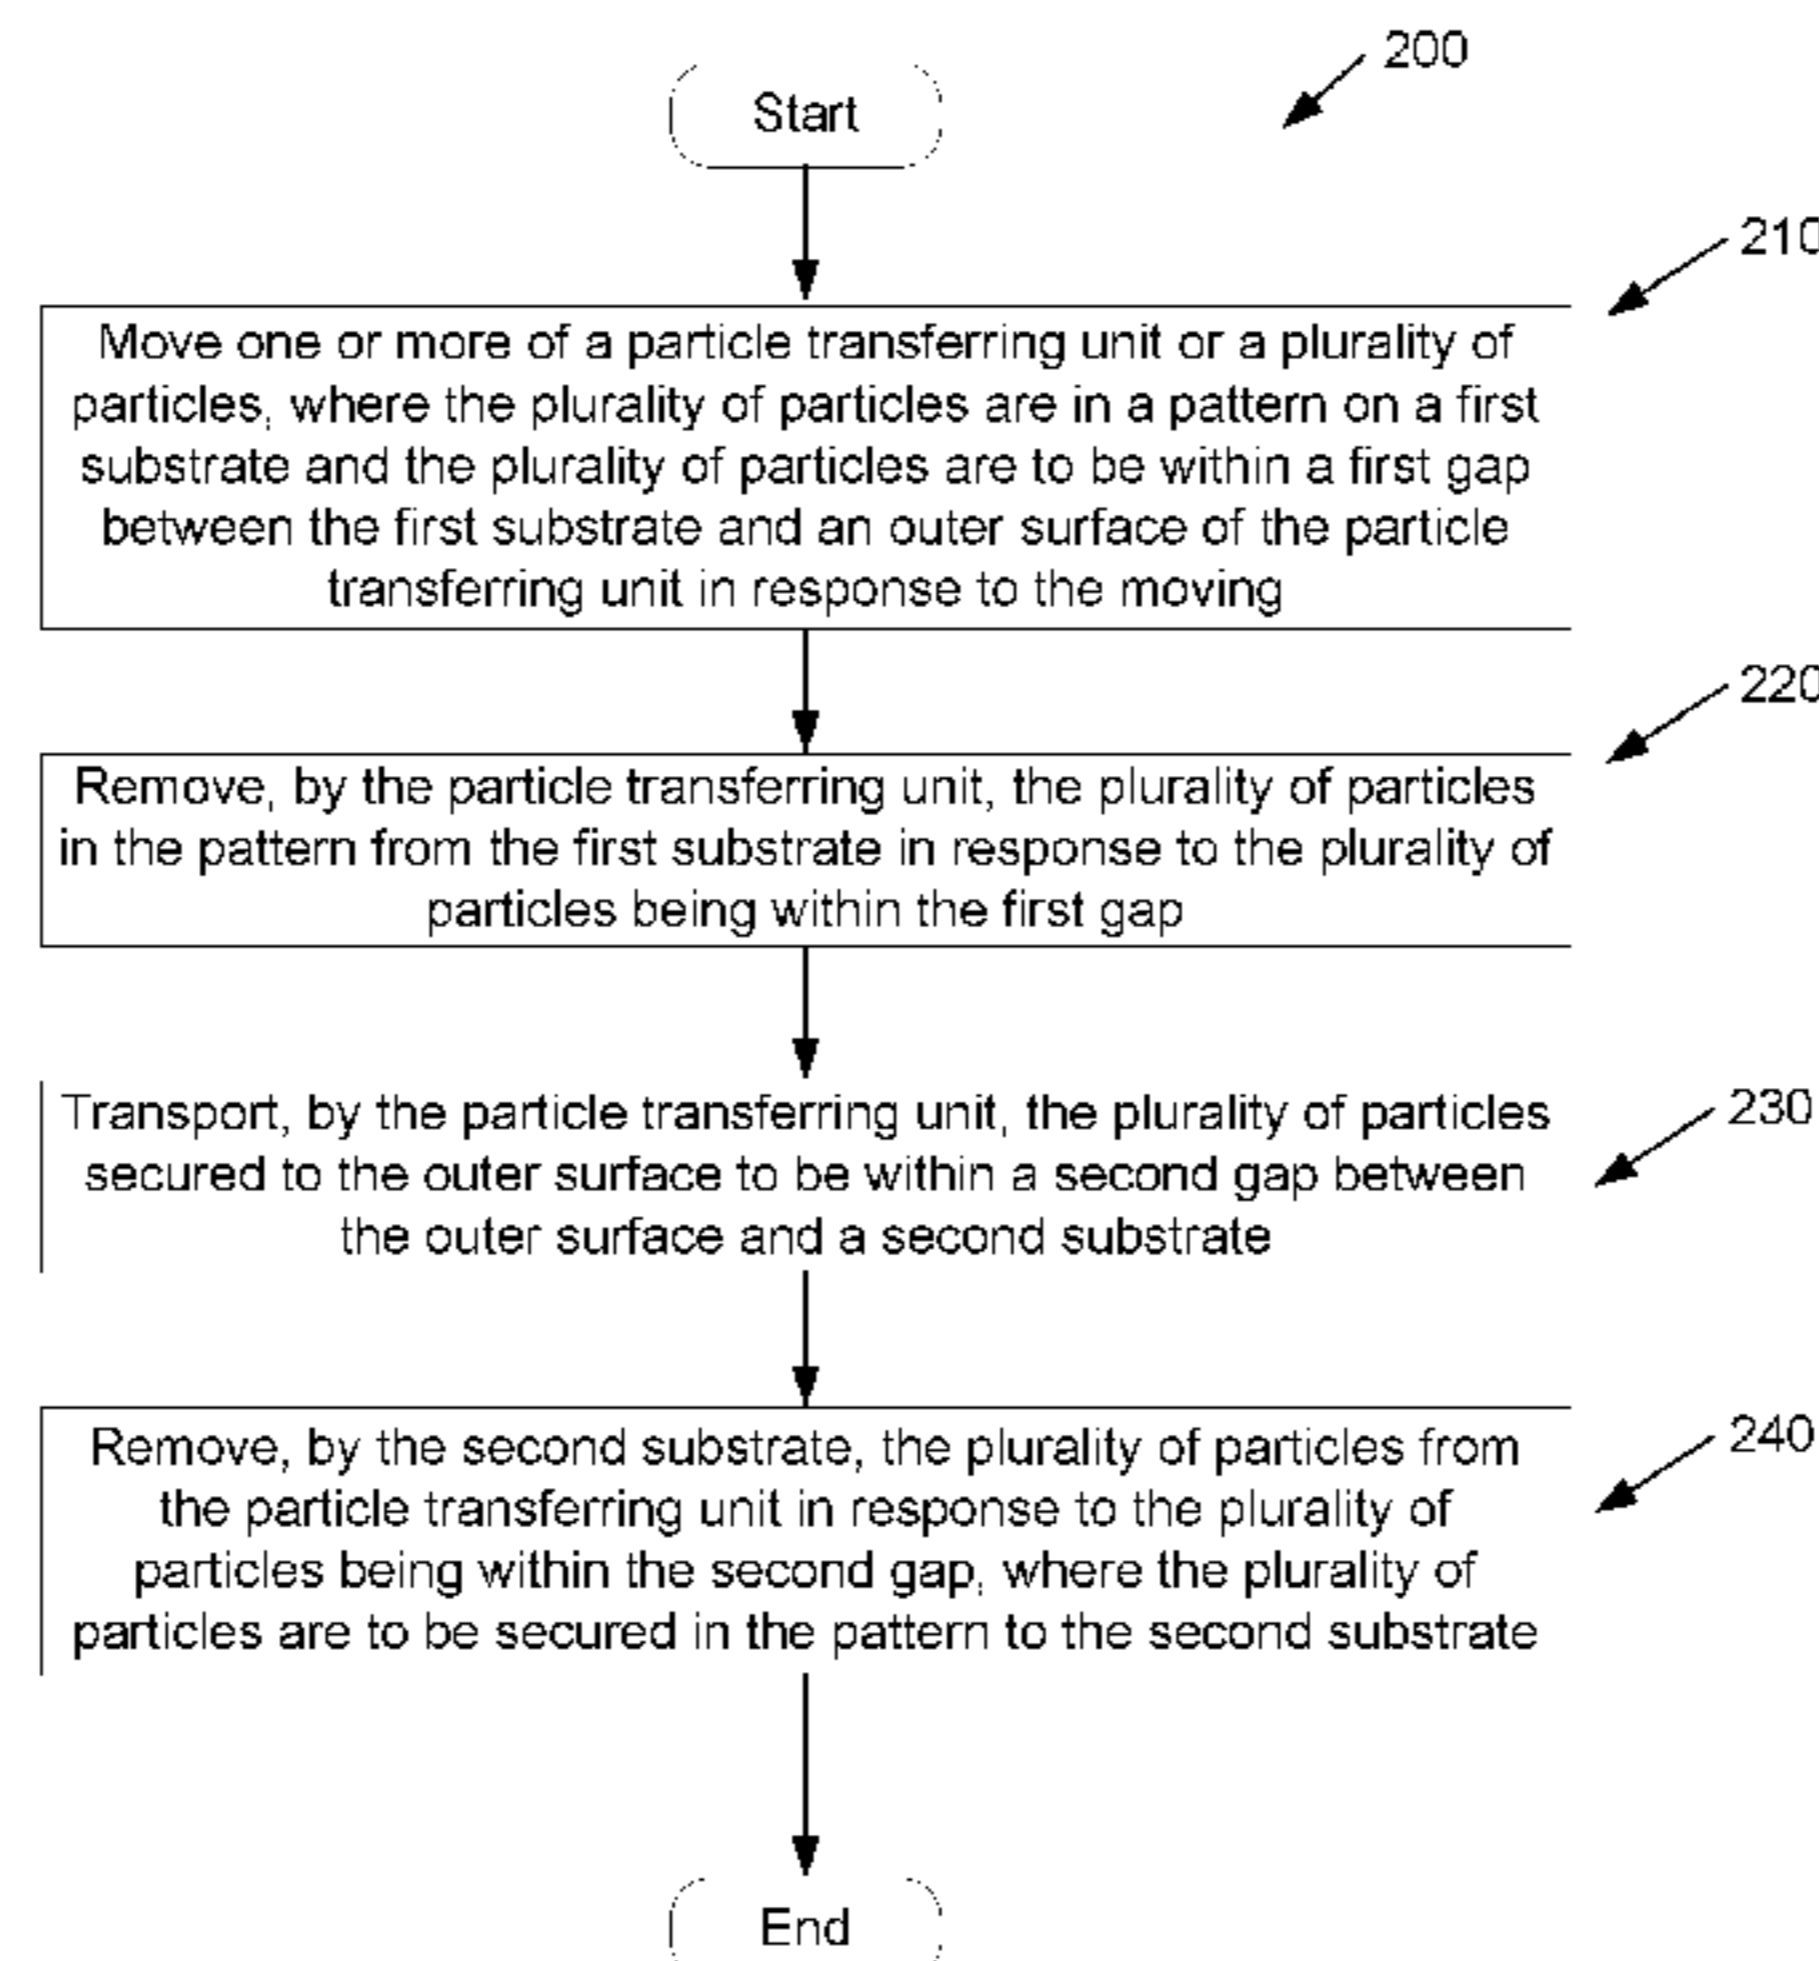 200
Start
210
Move one or more of a particle transferring unit or a plurality of
particles, where the plurality of particles are in a pattern on a first
substrate and the plurality of particles are to be within a first gap
between the first substrate and an outer surface of the particle
transferring unit in response to the moving
220
Remove, by the particle transferring unit, the plurality of particles
in the pattern from the first substrate in response to the plurality of
particles being within the first gap
230
Transport, by the particle transferring unit, the plurality of particles
secured to the outer surface to be within a second gap between
the outer surface and a second substrate
240
Remove, by the second substrate, the plurality of particles from
the particle transferring unit in response to the plurality of
particles being within the second gap, where the plurality of
particles are to be secured in the pattern to the second substrate
End